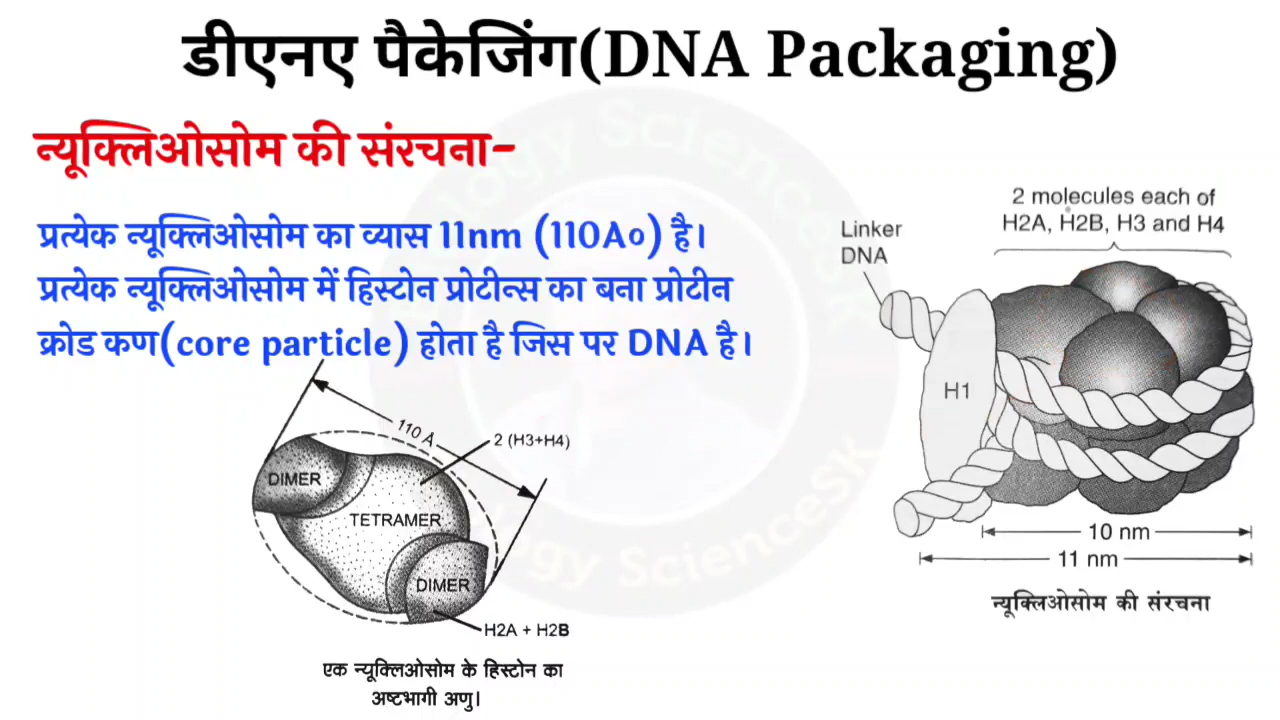 डीएनए पैकेजिंग(DNA Packaging)
न्यूक्लिओसोम की संरचना-
प्रत्येक न्यूक्लिओसोम का व्यास 11nm (110A०) है।
प्रत्येक न्यूक्लिओसोम में हिस्टोन प्रोटीन्स का बना प्रोटीन
क्रोड कण(core particle) होता है जिस पर DNA है।
110 Å
2 (H3+H4)
DIMER
TETRAMER
DIMER
H2A + H2B
एक न्यूक्लिओसोम के हिस्टोन का
अष्टभागी अणु।
2 molecules each of
H2A, H2B, H3 and H4
Linker
DNA
H1
10 nm
11 nm
न्यूक्लिओसोम की संरचना